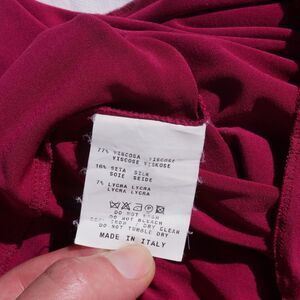 77% VISCOSA VISCOSE
VISCOSE VISKOSE
16% SETA SILK
SOIE SEIDE
7% LYCRA LYCRA
LYCRA LYCRA
DO NOT WASH
DO NOT BLEACH
DRY CLEAN
DO NOT TUMBLE DRY
MADE IN ITALY